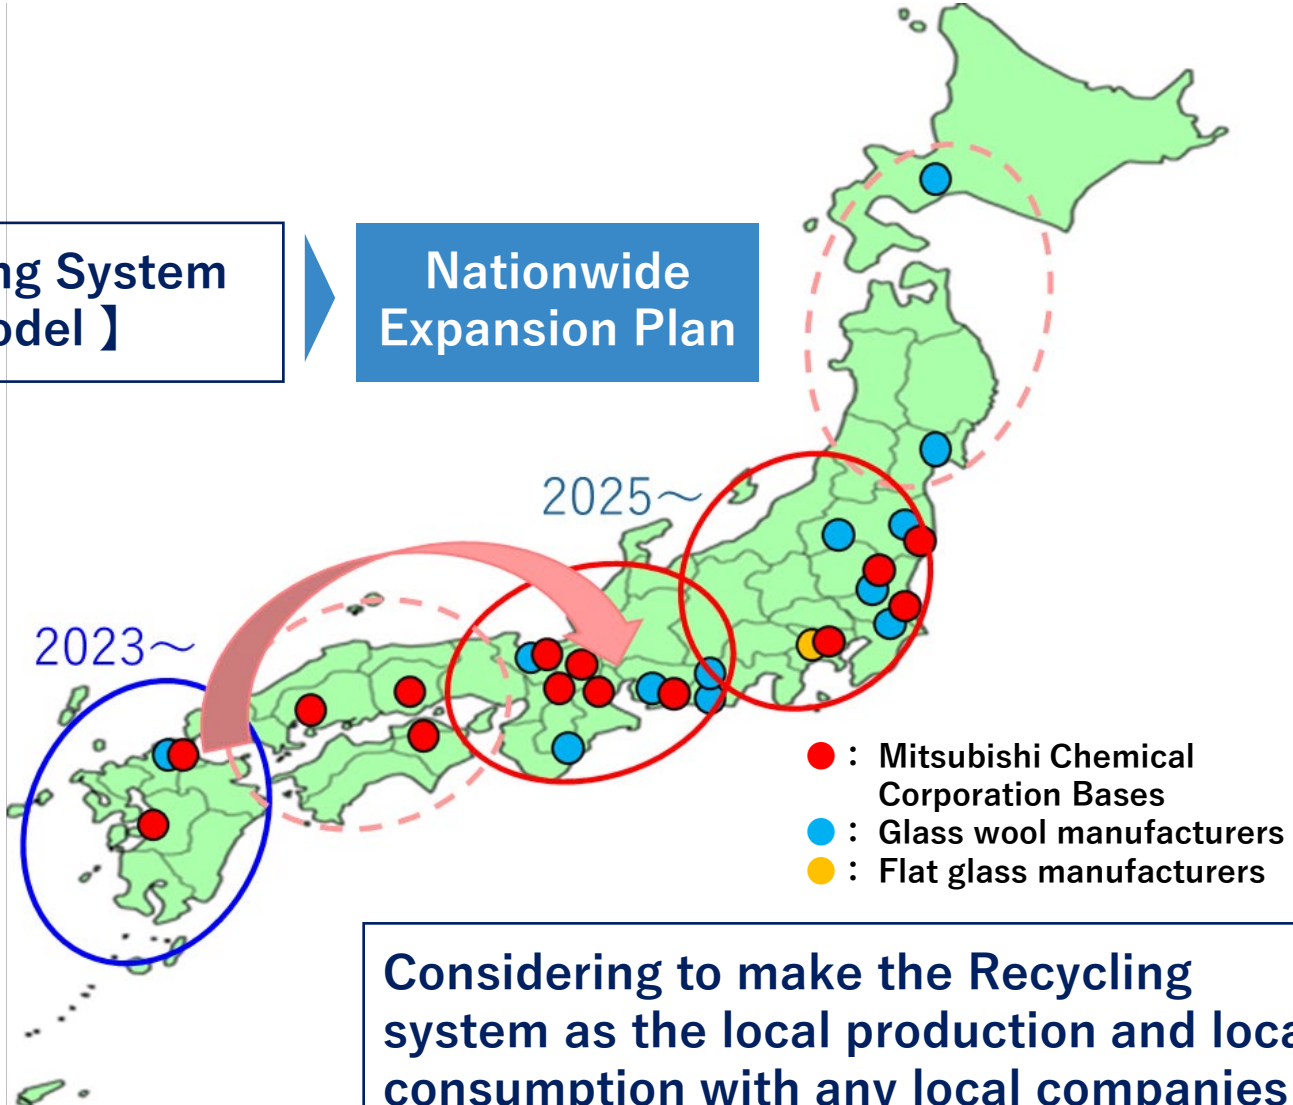 ng System
odel 】
Nationwide
Expansion Plan
2025～
2023～
： Mitsubishi Chemical
Corporation Bases
： Glass wool manufacturers
： Flat glass manufacturers
Considering to make the Recycling
system as the local production and loca
consumption with any local companies